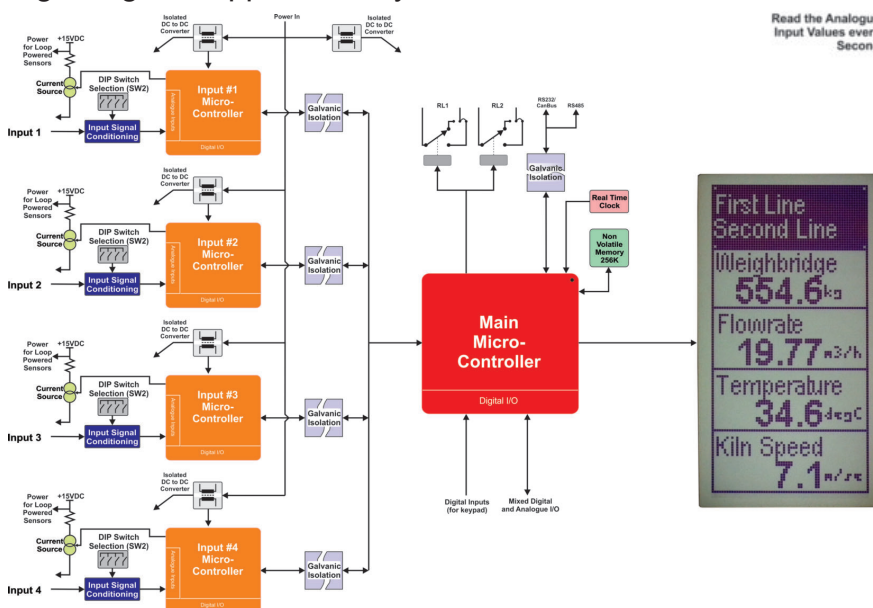 Isolated
DC to DC
Converter
Power In
Isolated
DC to DC
Converter
Read the Analogu
Input Values ever
Secon
Power
for Loop
Powered
Sensors
+15VDC
Current
Source
DIP Switch
Selection (SW2)
Input 1
Input Signal
Conditioning
Analogue Inputs
Input #1
Micro-
Controller
Digital I/O
Galvanic
Isolation
Isolated
DC to DC
Converter
Power
for Loop
Powered
Sensors
+15VDC
Current
Source
DIP Switch
Selection (SW2)
Input 2
Input Signal
Conditioning
Analogue Inputs
Input #2
Micro-
Controller
Digital I/O
Galvanic
Isolation
Isolated
DC to DC
Converter
Power
for Loop
Powered
Sensors
+15VDC
Current
Source
DIP Switch
Selection (SW2)
Input 3
Input Signal
Conditioning
Analogue Inputs
Input #3
Micro-
Controller
Digital I/O
Galvanic
Isolation
Isolated
DC to DC
Converter
Power
for Loop
Powered
Sensors
+15VDC
Current
Source
DIP Switch
Selection (SW2)
Input 4
Input Signal
Conditioning
Analogue Inputs
Input #4
Micro-
Controller
Digital I/O
Galvanic
Isolation
RL1
RL2
RS232/
CanBus
RS485
Galvanic
Isolation
Real Time
Clock
Non
Volatile
Memory
256K
Main
Micro-
Controller
Digital I/O
Digital Inputs
(for keypad)
Mixed Digital
and Analogue I/O
First Line
Second Line
Weighbridge
554.6kg
Flowrate
19.77m3/h
Temperature
34.6degC
Kiln Speed
7.1